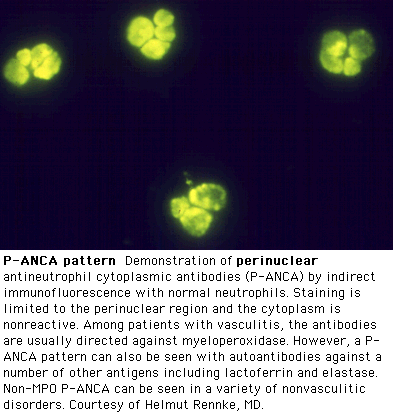 P-ANCA pattern Demonstration of perinuclear
antineutrophil cytoplasmic antibodies (P-ANCA) by indirect
immunofluorescence with normal neutrophils. Staining is
limited to the perinuclear region and the cytoplasm is
nonreactive. Among patients with vasculitis, the antibodies
are usually directed against myeloperoxidase. However, a P-
ANCA pattern can also be seen with autoantibodies against a
number of other antigens including lactoferrin and elastase.
Non-MPO P-ANCA can be seen in a variety of nonvasculitic
disorders. Courtesy of Helmut Rennke, MD.